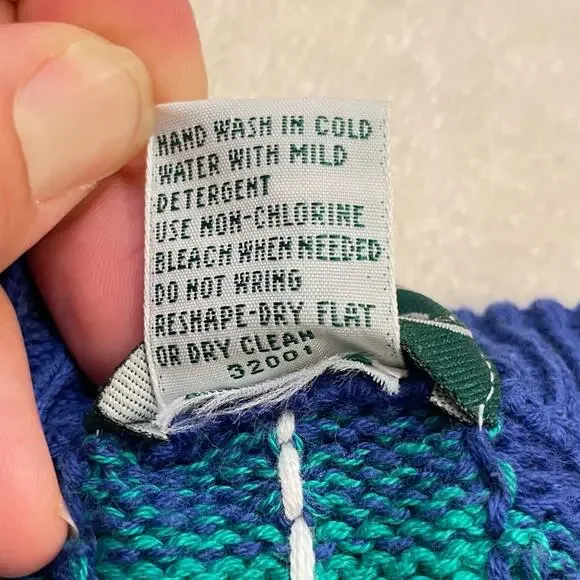 HAND WASH IN COLD
WATER WITH MILD
DETERGENT
USE NON-CHLORINE
BLEACH WHEN NEEDED
DO NOT WRING
RESHAPE-DRY FLAT
OR DRY CLEAN
32001